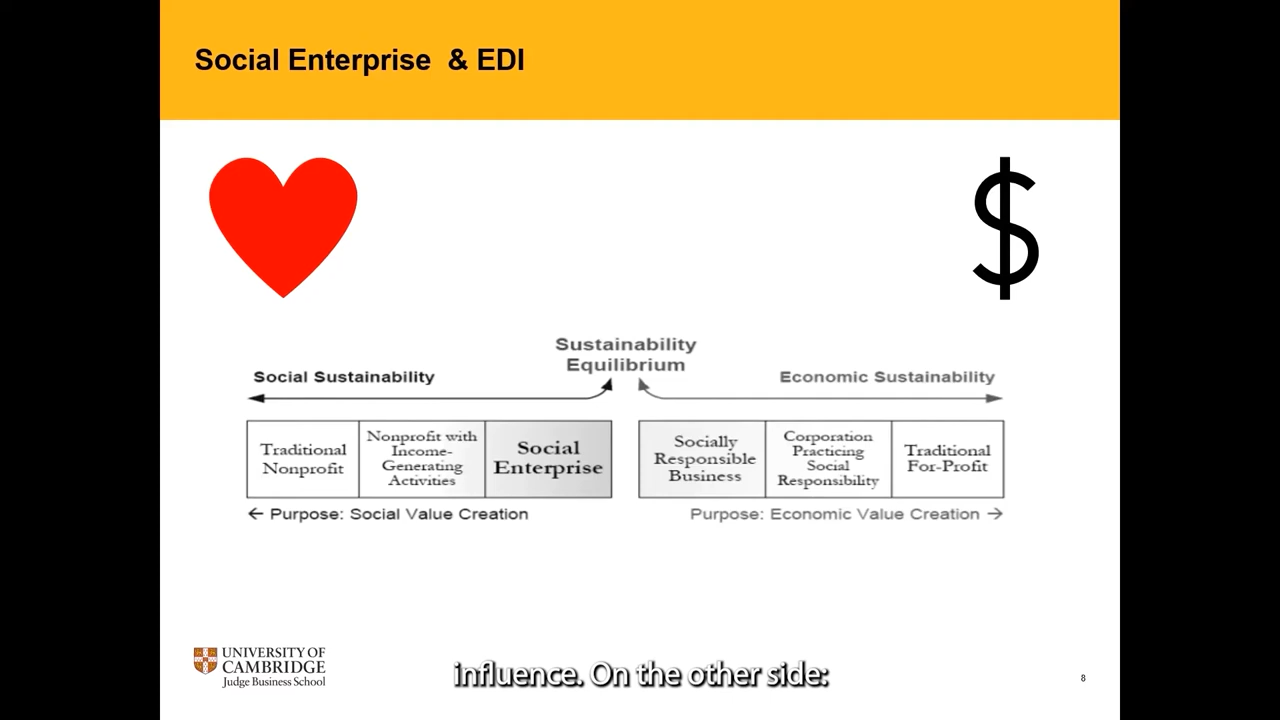 Social Enterprise & EDI
$
Sustainability
Equilibrium
Social Sustainability
Economic Sustainability
Traditional
Nonprofit
Nonprofit with
Income-
Generating
Activities
Social
Enterprise
Socially
Responsible
Business
Corporation
Practicing
Social
Responsibility
Traditional
For-Profit
← Purpose: Social Value Creation
Purpose: Economic Value Creation →
UNIVERSITY OF
CAMBRIDGE
Judge Business School
influence. On the other side:
8